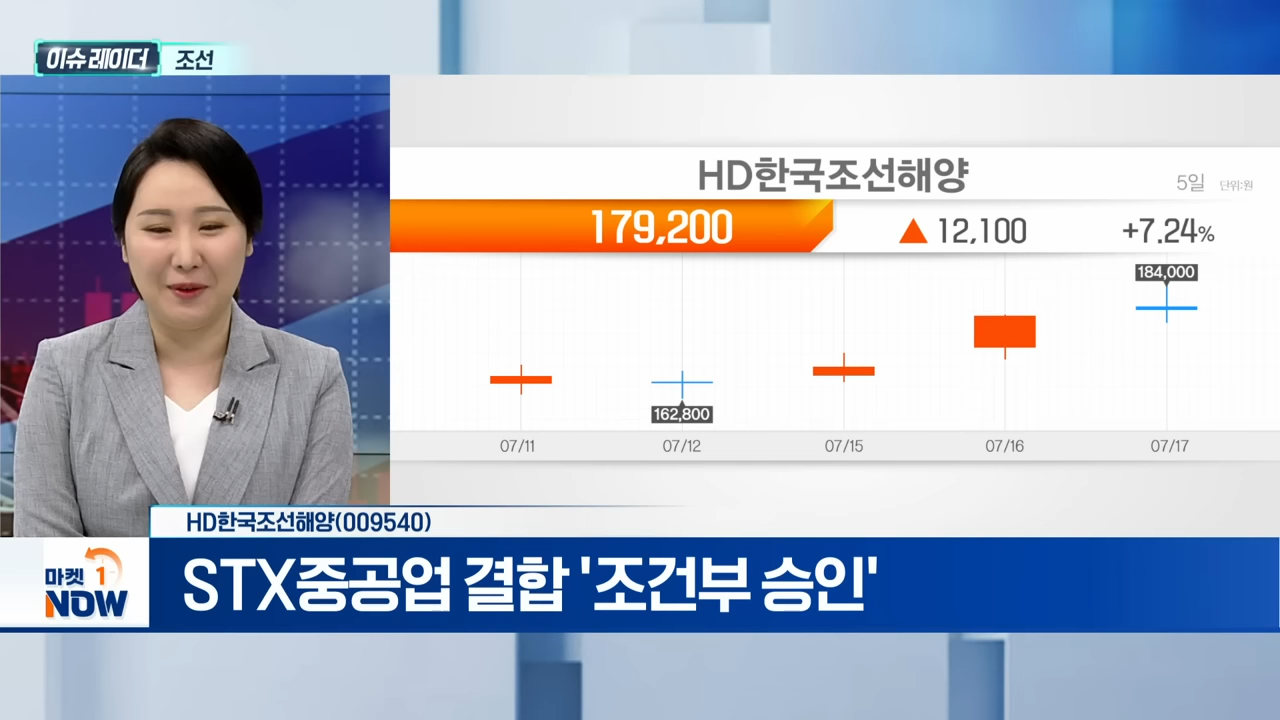 이슈레이더 조선
HD한국조선해양
5일 단위:원
179,200 ▲ 12,100 +7.24%
184,000
162,800
07/11 07/12 07/15 07/16 07/17
HD한국조선해양(009540)
마켓 1
NOW
STX중공업 결합 '조건부 승인'